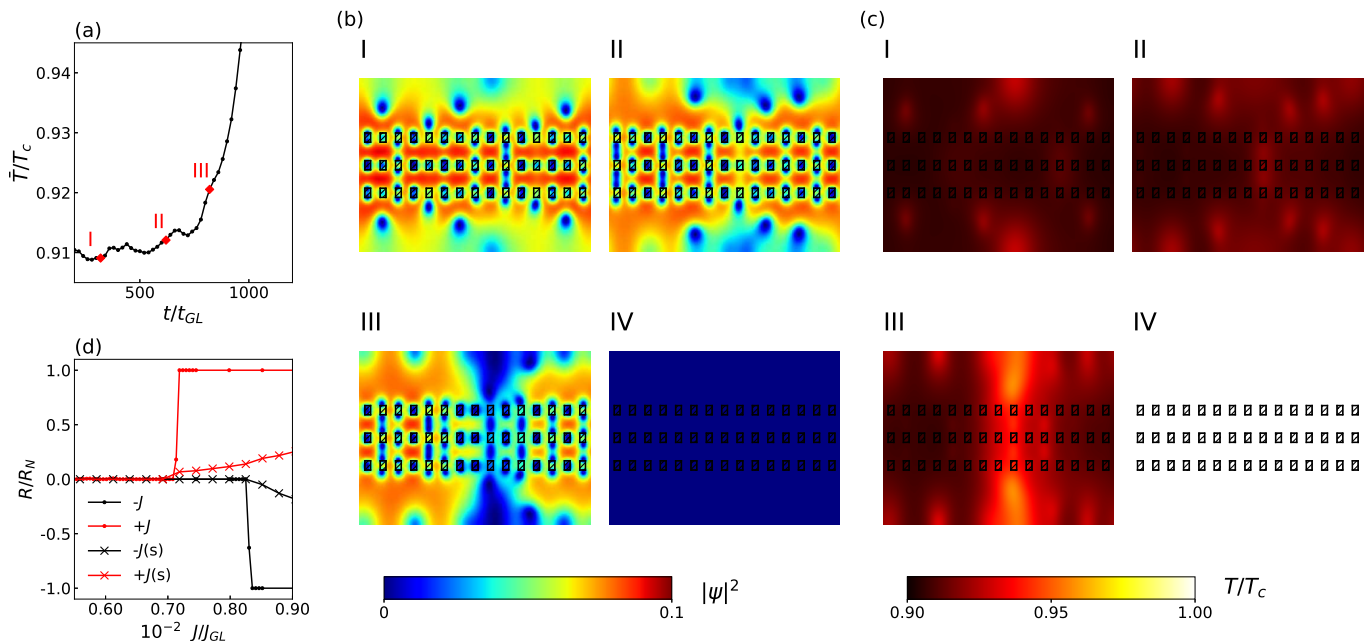 (a)
0.94
0.93
0.92
0.91
T̄/T_c
I
II
III
500
1000
t/t_GL
(b)
I
II
III
IV
0
0.1
|ψ|²
(c)
I
II
III
IV
0.90
0.95
1.00
T/T_c
(d)
1.0
0.5
0.0
-0.5
-1.0
R/R_N
-J
+J
-J(s)
+J(s)
0.60
0.70
0.80
0.90
10⁻² J/J_GL